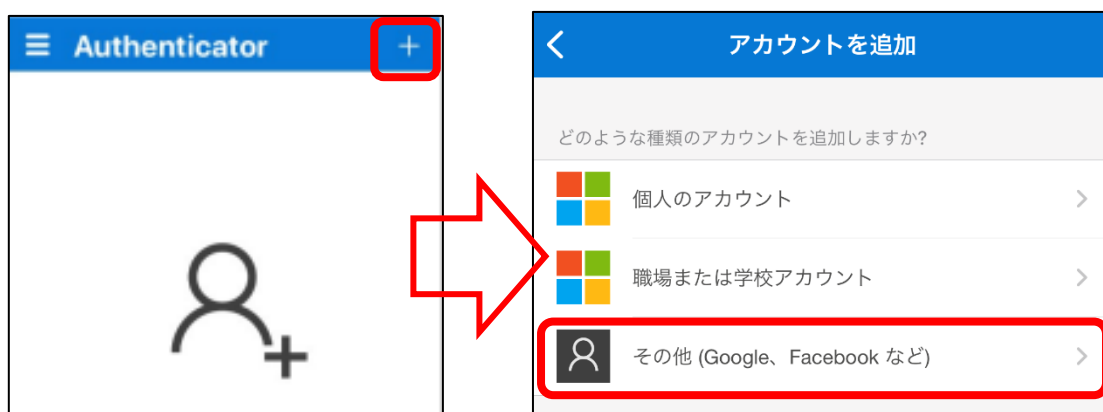 Authenticator
アカウントを追加
どのような種類のアカウントを追加しますか?
個人のアカウント
職場または学校アカウント
その他 (Google、Facebook など)